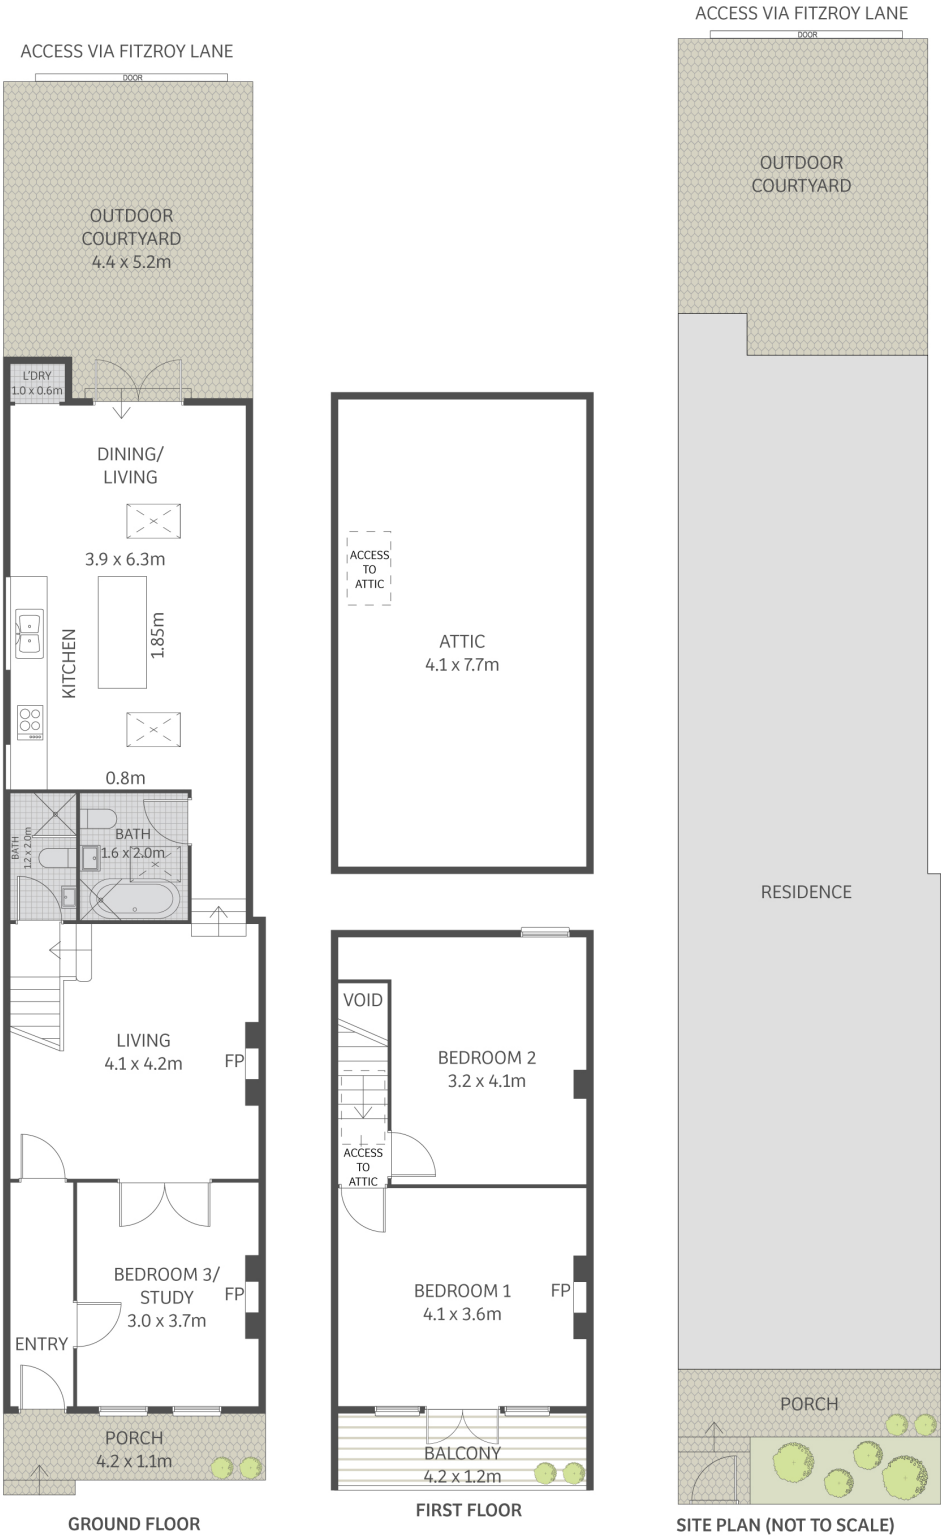 ACCESS VIA FITZROY LANE
DOOR
OUTDOOR
COURTYARD
4.4 x 5.2m
L'DRY
1.0 x 0.6m
DINING/
LIVING
3.9 x 6.3m
KITCHEN
1.85m
0.8m
BATH
1.2 x 2.0m
BATH
1.6 x 2.0m
LIVING
4.1 x 4.2m
FP
BEDROOM 3/
STUDY
3.0 x 3.7m
FP
ENTRY
PORCH
4.2 x 1.1m
GROUND FLOOR
ACCESS
TO
ATTIC
ATTIC
4.1 x 7.7m
VOID
BEDROOM 2
3.2 x 4.1m
ACCESS
TO
ATTIC
BEDROOM 1
4.1 x 3.6m
FP
BALCONY
4.2 x 1.2m
FIRST FLOOR
ACCESS VIA FITZROY LANE
DOOR
OUTDOOR
COURTYARD
RESIDENCE
PORCH
SITE PLAN (NOT TO SCALE)